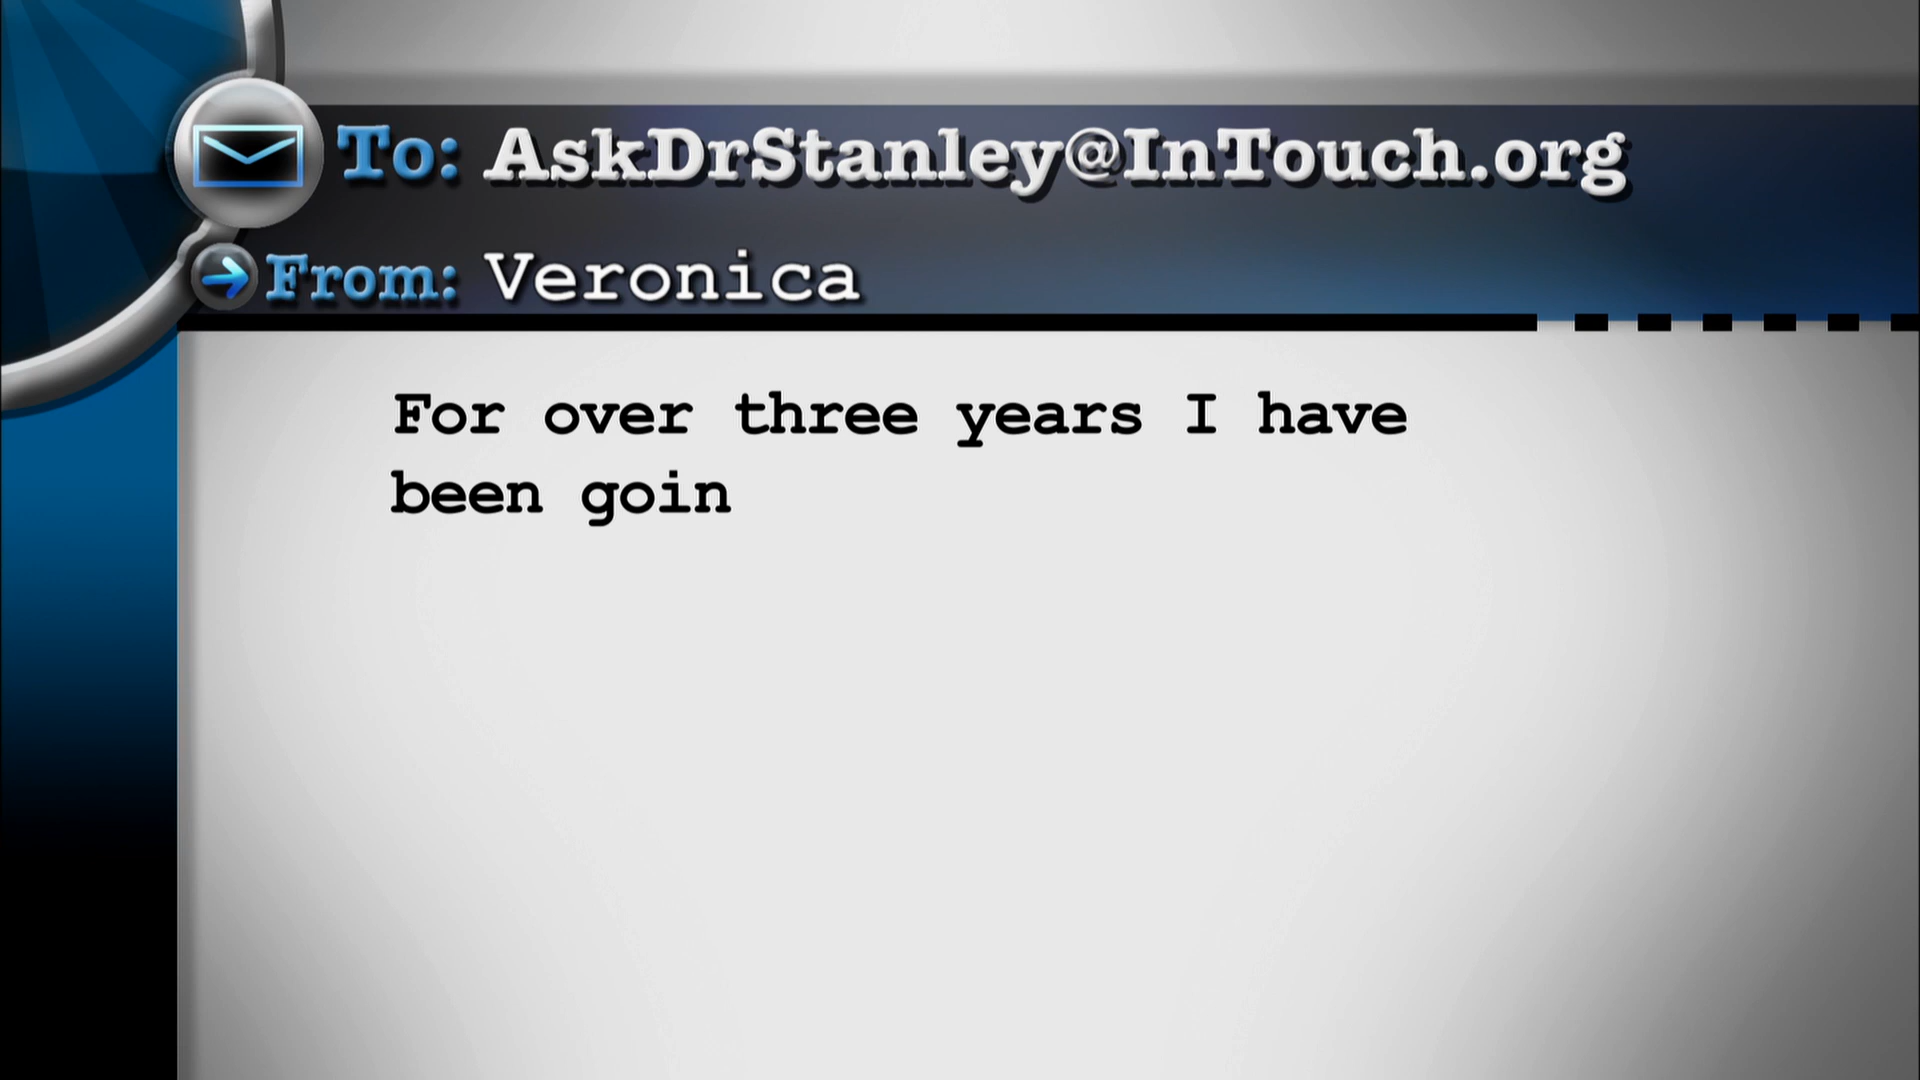 To: AskDrStanley@InTouch.org
From: Veronica
For over three years I have
been goin